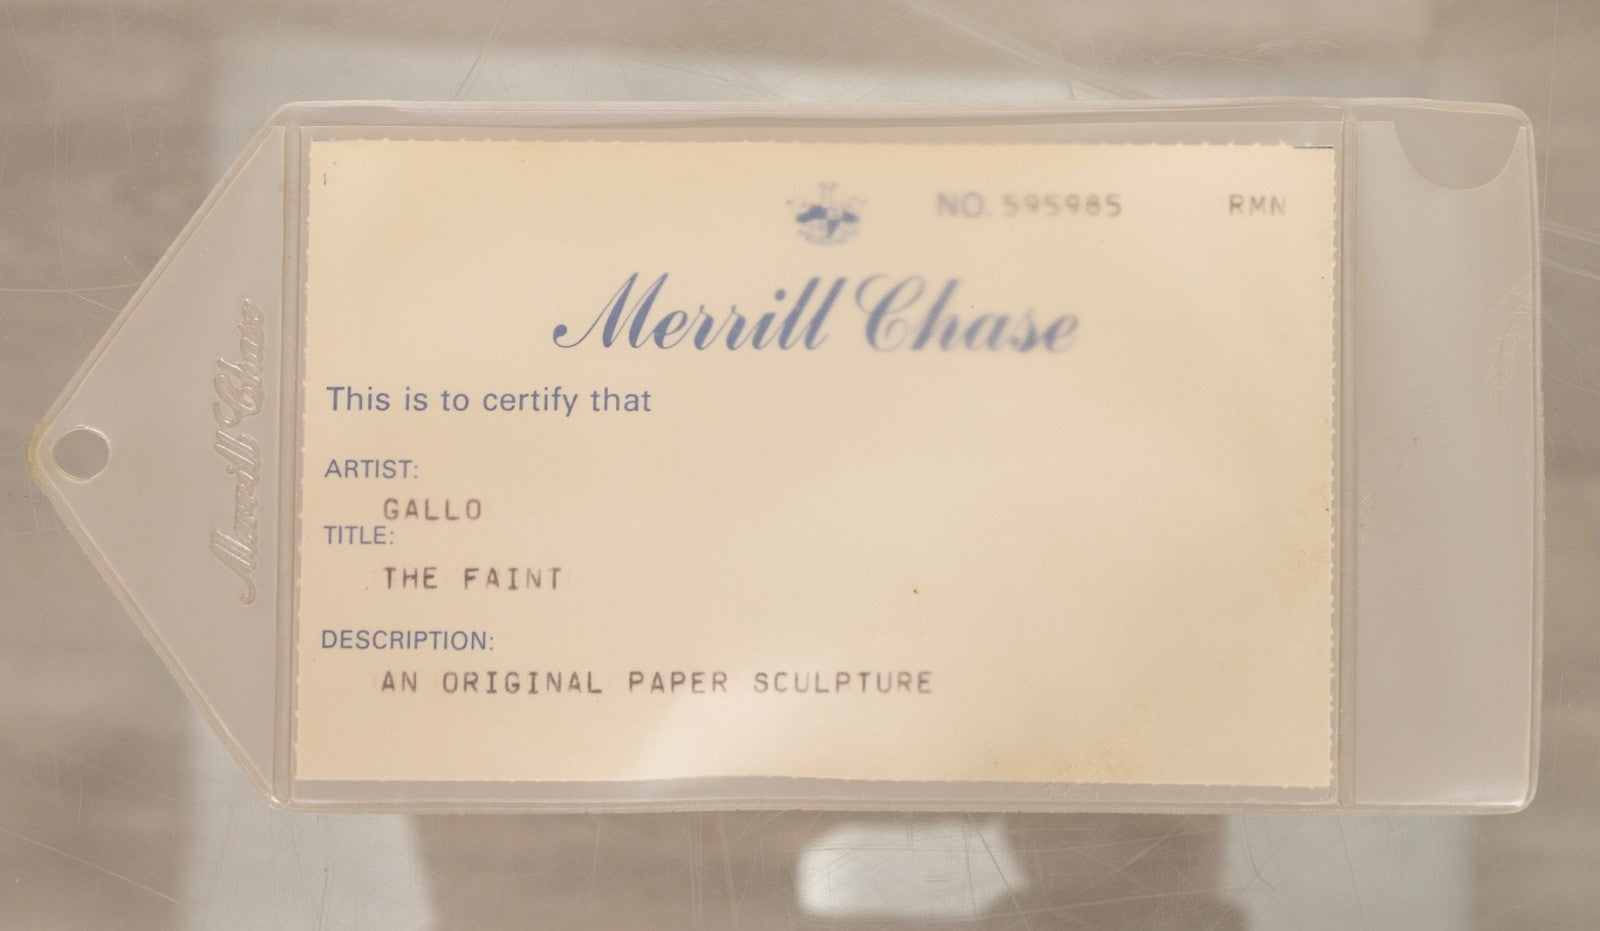 NO. 595985 RMN
Merrill Chase
This is to certify that
ARTIST:
GALLO
TITLE:
THE FAINT
DESCRIPTION:
AN ORIGINAL PAPER SCULPTURE
Merrill Chase